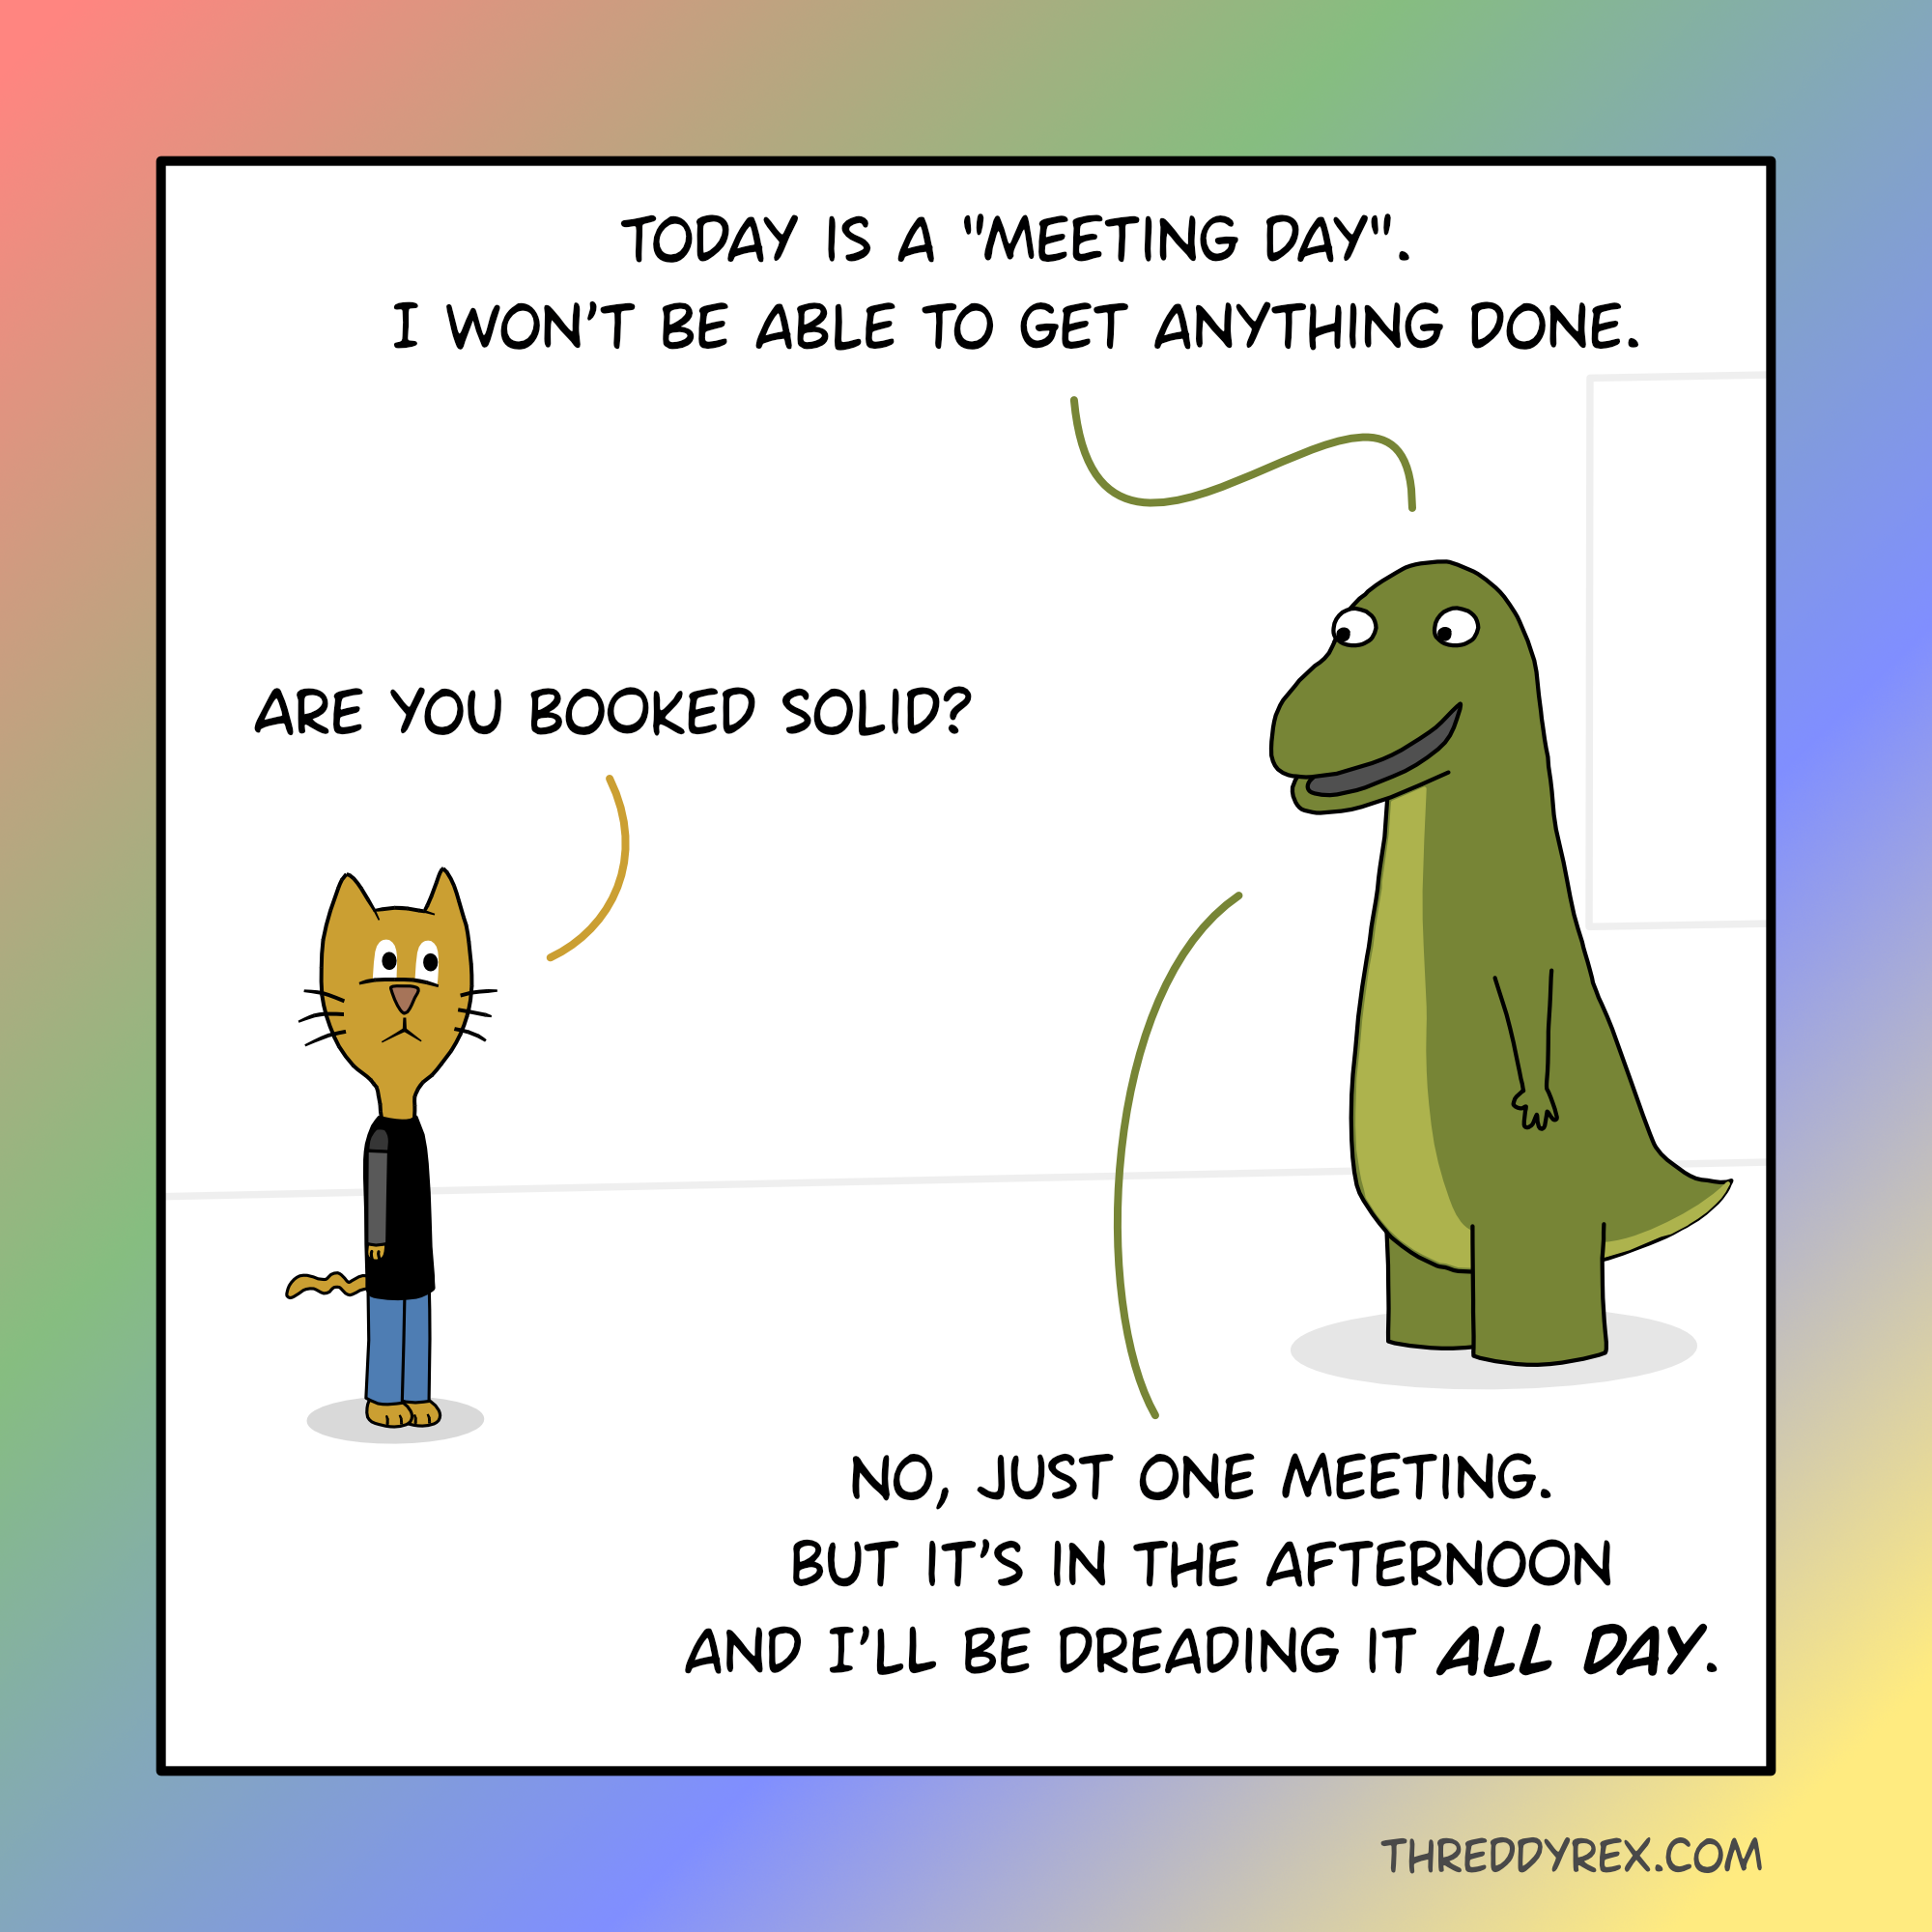 TODAY IS A "MEETING DAY".
I WON'T BE ABLE TO GET ANYTHING DONE.
ARE YOU BOOKED SOLID?
NO, JUST ONE MEETING.
BUT IT'S IN THE AFTERNOON
AND I'LL BE DREADING IT ALL DAY.
THREDDYREX.COM